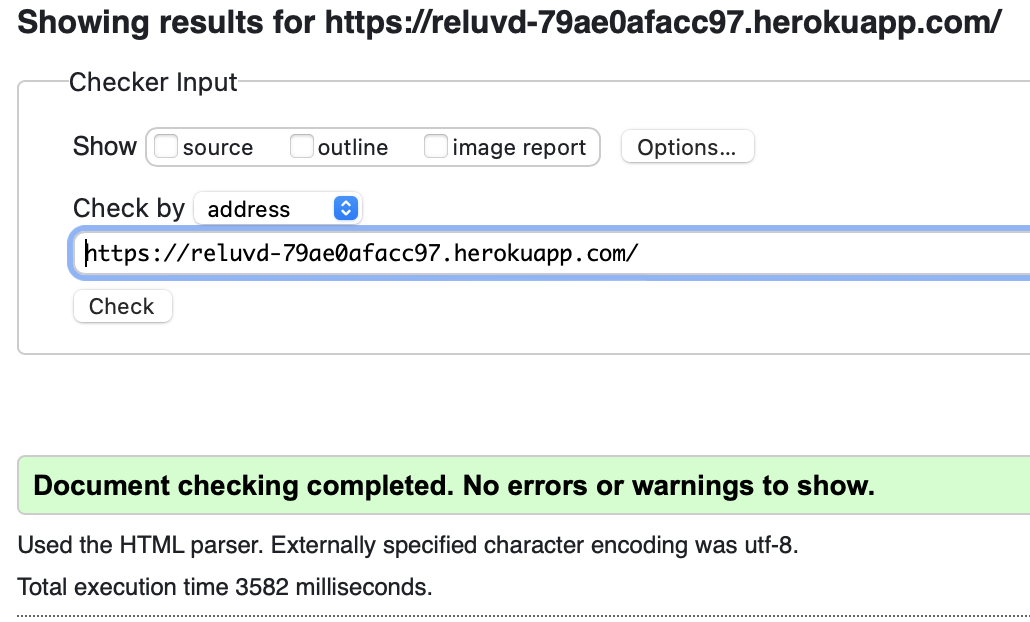 Showing results for https://reluvd-79ae0afacc97.herokuapp.com/
Checker Input
Show source outline image report Options...
Check by address
https://reluvd-79ae0afacc97.herokuapp.com/
Check
Document checking completed. No errors or warnings to show.
Used the HTML parser. Externally specified character encoding was utf-8.
Total execution time 3582 milliseconds.